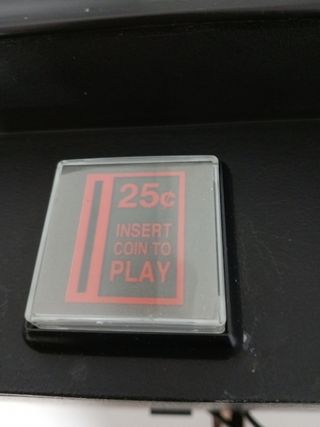 25¢
INSERT
COIN TO
PLAY